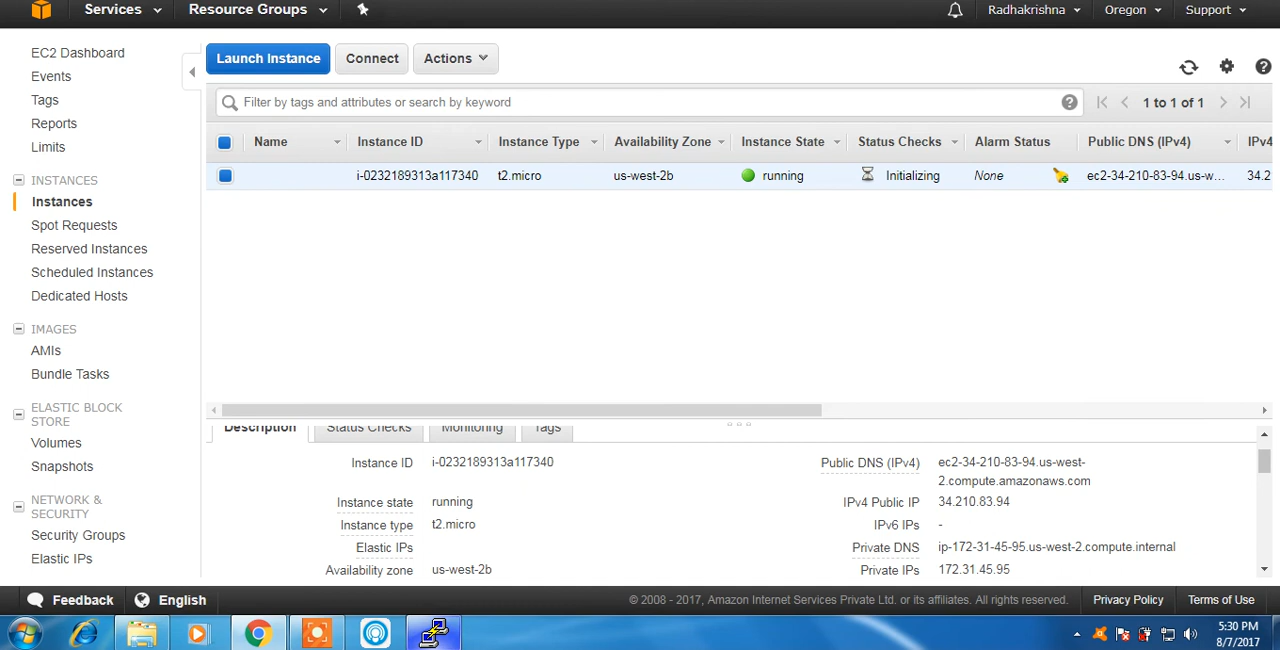 Services Resource Groups Radhakrishna Oregon Support
EC2 Dashboard
Events
Tags
Reports
Limits
INSTANCES
Instances
Spot Requests
Reserved Instances
Scheduled Instances
Dedicated Hosts
IMAGES
AMIs
Bundle Tasks
ELASTIC BLOCK
STORE
Volumes
Snapshots
NETWORK &
SECURITY
Security Groups
Elastic IPs
Launch Instance Connect Actions
Filter by tags and attributes or search by keyword 1 to 1 of 1
Name Instance ID Instance Type Availability Zone Instance State Status Checks Alarm Status Public DNS (IPv4) IPv4
i-0232189313a117340 t2.micro us-west-2b running Initializing None ec2-34-210-83-94.us-w... 34.2
Description Status Checks Monitoring Tags
Instance ID i-0232189313a117340
Instance state running
Instance type t2.micro
Elastic IPs
Availability zone us-west-2b
Public DNS (IPv4) ec2-34-210-83-94.us-west-
2.compute.amazonaws.com
IPv4 Public IP 34.210.83.94
IPv6 IPs -
Private DNS ip-172-31-45-95.us-west-2.compute.internal
Private IPs 172.31.45.95
Feedback English © 2008 - 2017, Amazon Internet Services Private Ltd. or its affiliates. All rights reserved. Privacy Policy Terms of Use
5:30 PM
8/7/2017